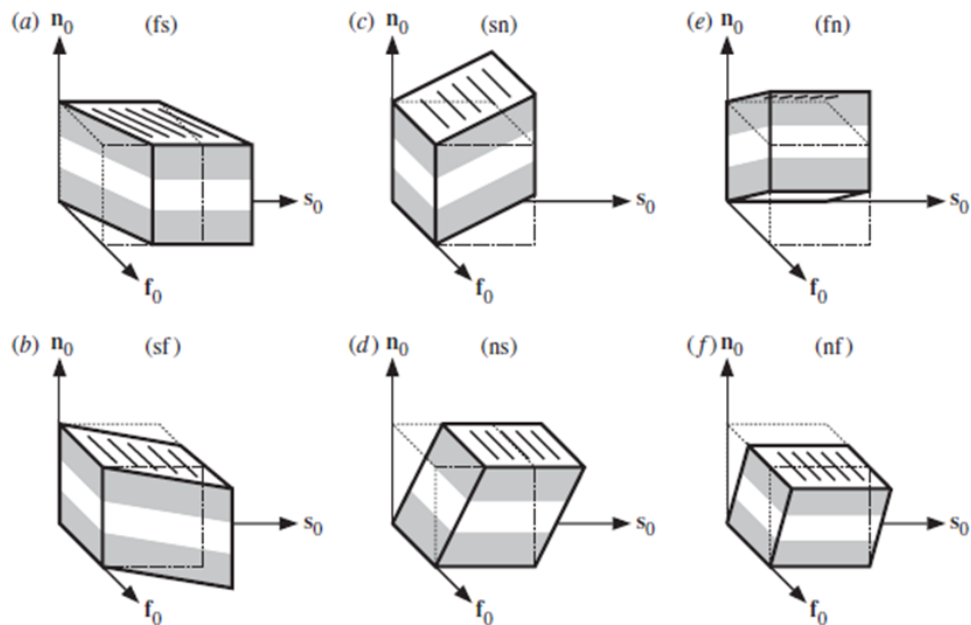 (a) n0 (fs) (c) n0 (sn) (e) n0 (fn)
s0 s0 s0
f0 f0 f0
(b) n0 (sf) (d) n0 (ns) (f) n0 (nf)
s0 s0 s0
f0 f0 f0